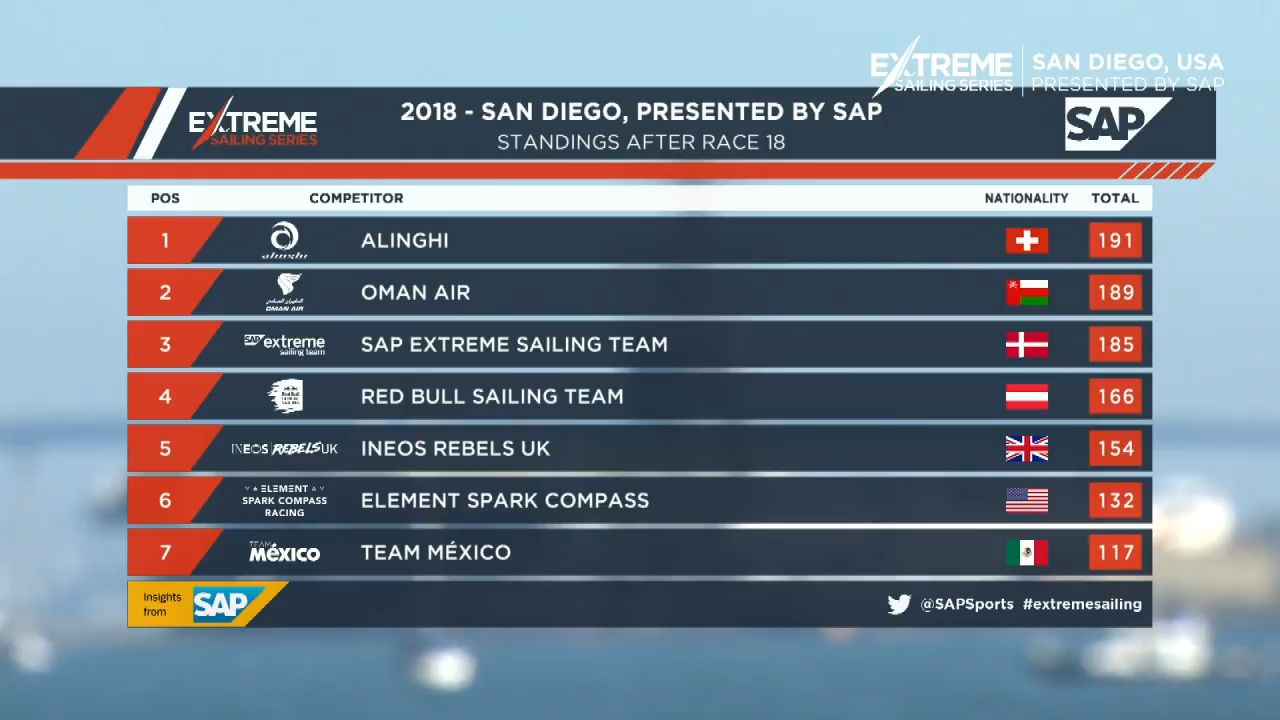 EXTREME
SAILING SERIES
SAN DIEGO, USA
PRESENTED BY SAP
EXTREME
SAILING SERIES
2018 - SAN DIEGO, PRESENTED BY SAP
STANDINGS AFTER RACE 18
SAP
POS COMPETITOR NATIONALITY TOTAL
1 alinghi ALINGHI 191
2 OMAN AIR OMAN AIR 189
3 SAP extreme sailing team SAP EXTREME SAILING TEAM 185
4 Red Bull RED BULL SAILING TEAM 166
5 INEOS REBELS UK INEOS REBELS UK 154
6 ELEMENT SPARK COMPASS RACING ELEMENT SPARK COMPASS 132
7 TEAM MÉXICO TEAM MÉXICO 117
Insights from SAP @SAPSports #extremesailing